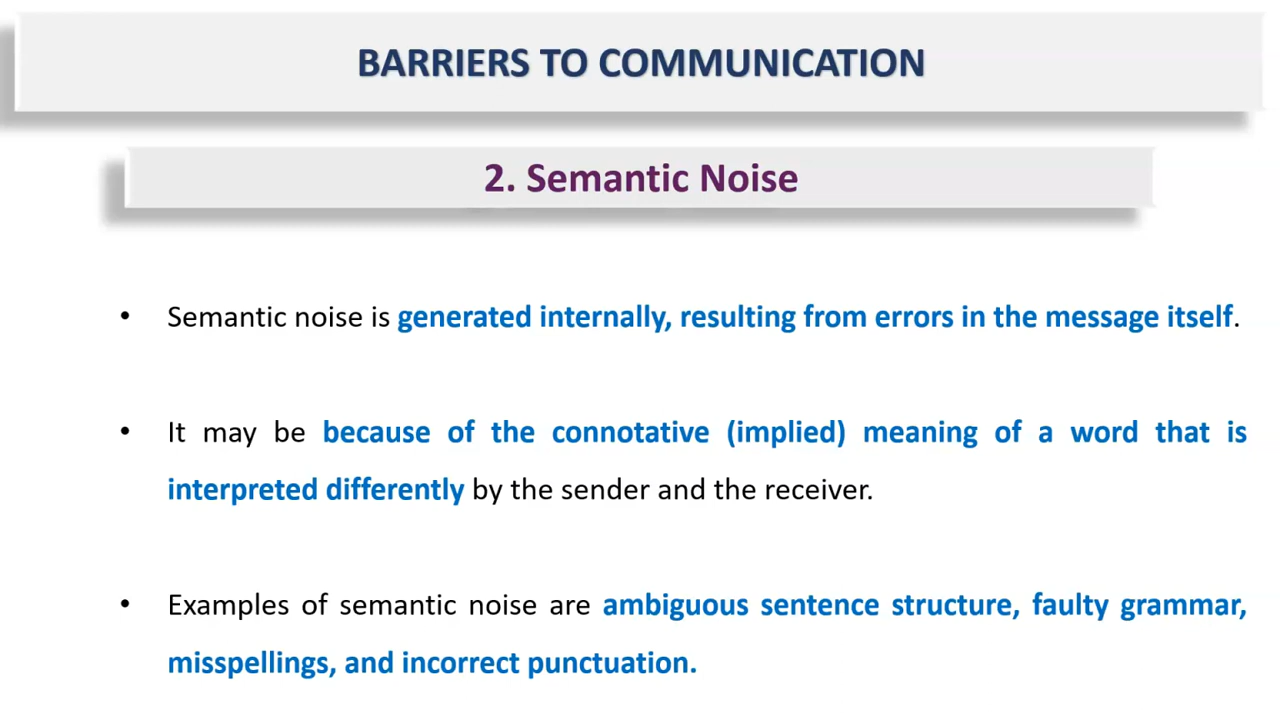 BARRIERS TO COMMUNICATION
2. Semantic Noise
• Semantic noise is generated internally, resulting from errors in the message itself.
• It may be because of the connotative (implied) meaning of a word that is
interpreted differently by the sender and the receiver.
• Examples of semantic noise are ambiguous sentence structure, faulty grammar,
misspellings, and incorrect punctuation.